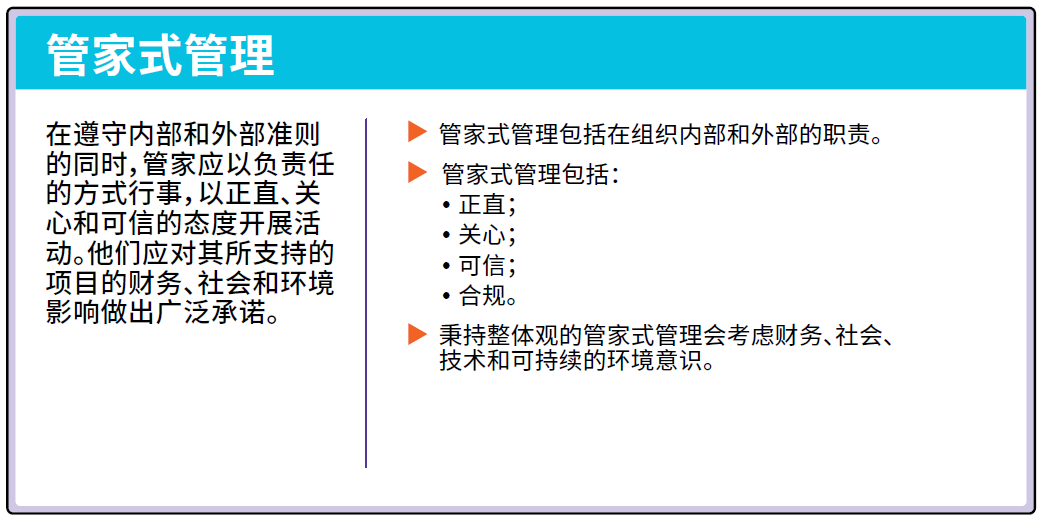 管家式管理
在遵守内部和外部准则
的同时，管家应以负责任
的方式行事，以正直、关
心和可信的态度开展活
动。他们应对其所支持的
项目的财务、社会和环境
影响做出广泛承诺。
管家式管理包括在组织内部和外部的职责。
管家式管理包括：
• 正直；
• 关心；
• 可信；
• 合规。
秉持整体观的管家式管理会考虑财务、社会、
技术和可持续的环境意识。